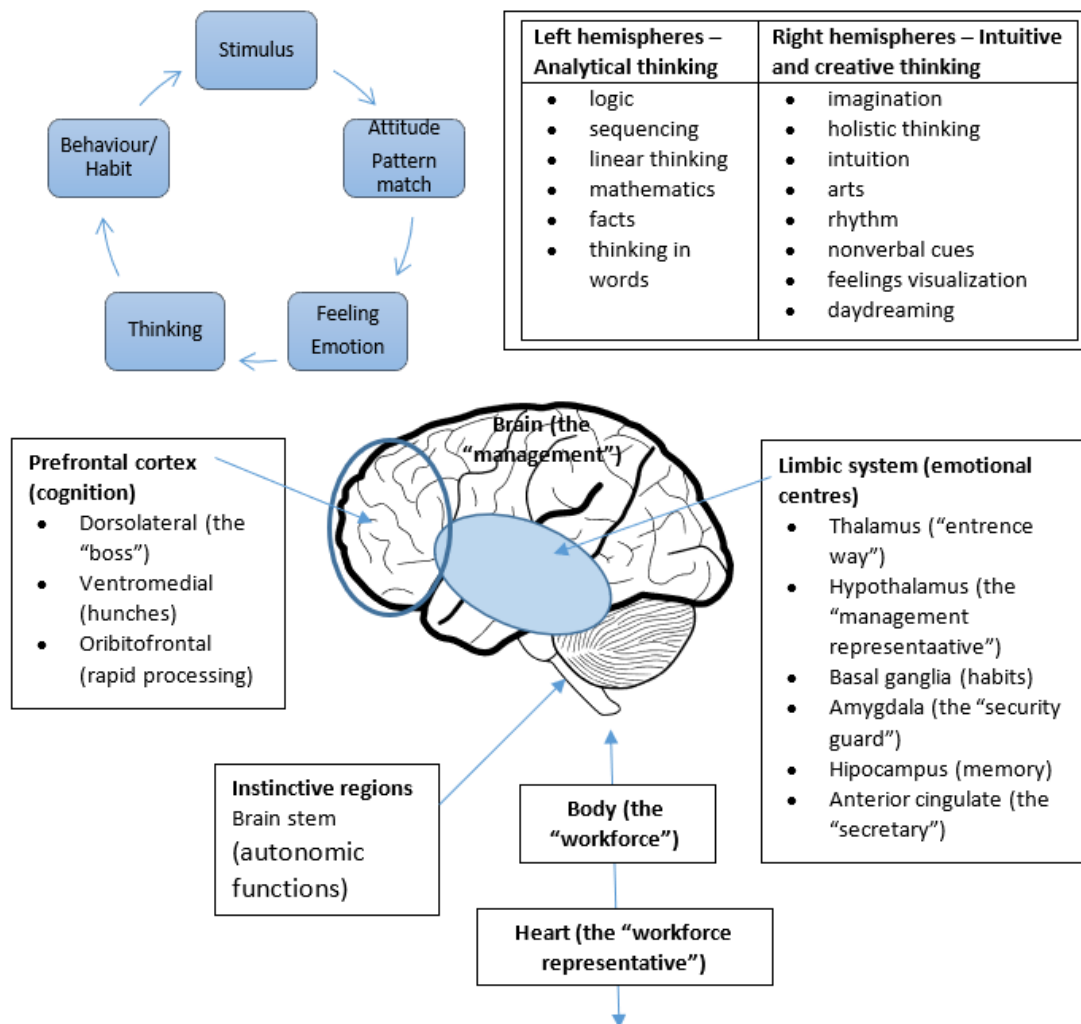 Stimulus
Attitude
Pattern
match
Feeling
Emotion
Thinking
Behaviour/
Habit
Left hemispheres –
Analytical thinking
• logic
• sequencing
• linear thinking
• mathematics
• facts
• thinking in
words
Right hemispheres – Intuitive
and creative thinking
• imagination
• holistic thinking
• intuition
• arts
• rhythm
• nonverbal cues
• feelings visualization
• daydreaming
Brain (the
“management”)
Prefrontal cortex
(cognition)
• Dorsolateral (the
“boss”)
• Ventromedial
(hunches)
• Oribitofrontal
(rapid processing)
Limbic system (emotional
centres)
• Thalamus (“entrence
way”)
• Hypothalamus (the
“management
representaative”)
• Basal ganglia (habits)
• Amygdala (the “security
guard”)
• Hipocampus (memory)
• Anterior cingulate (the
“secretary”)
Instinctive regions
Brain stem
(autonomic
functions)
Body (the
“workforce”)
Heart (the “workforce
representative”)